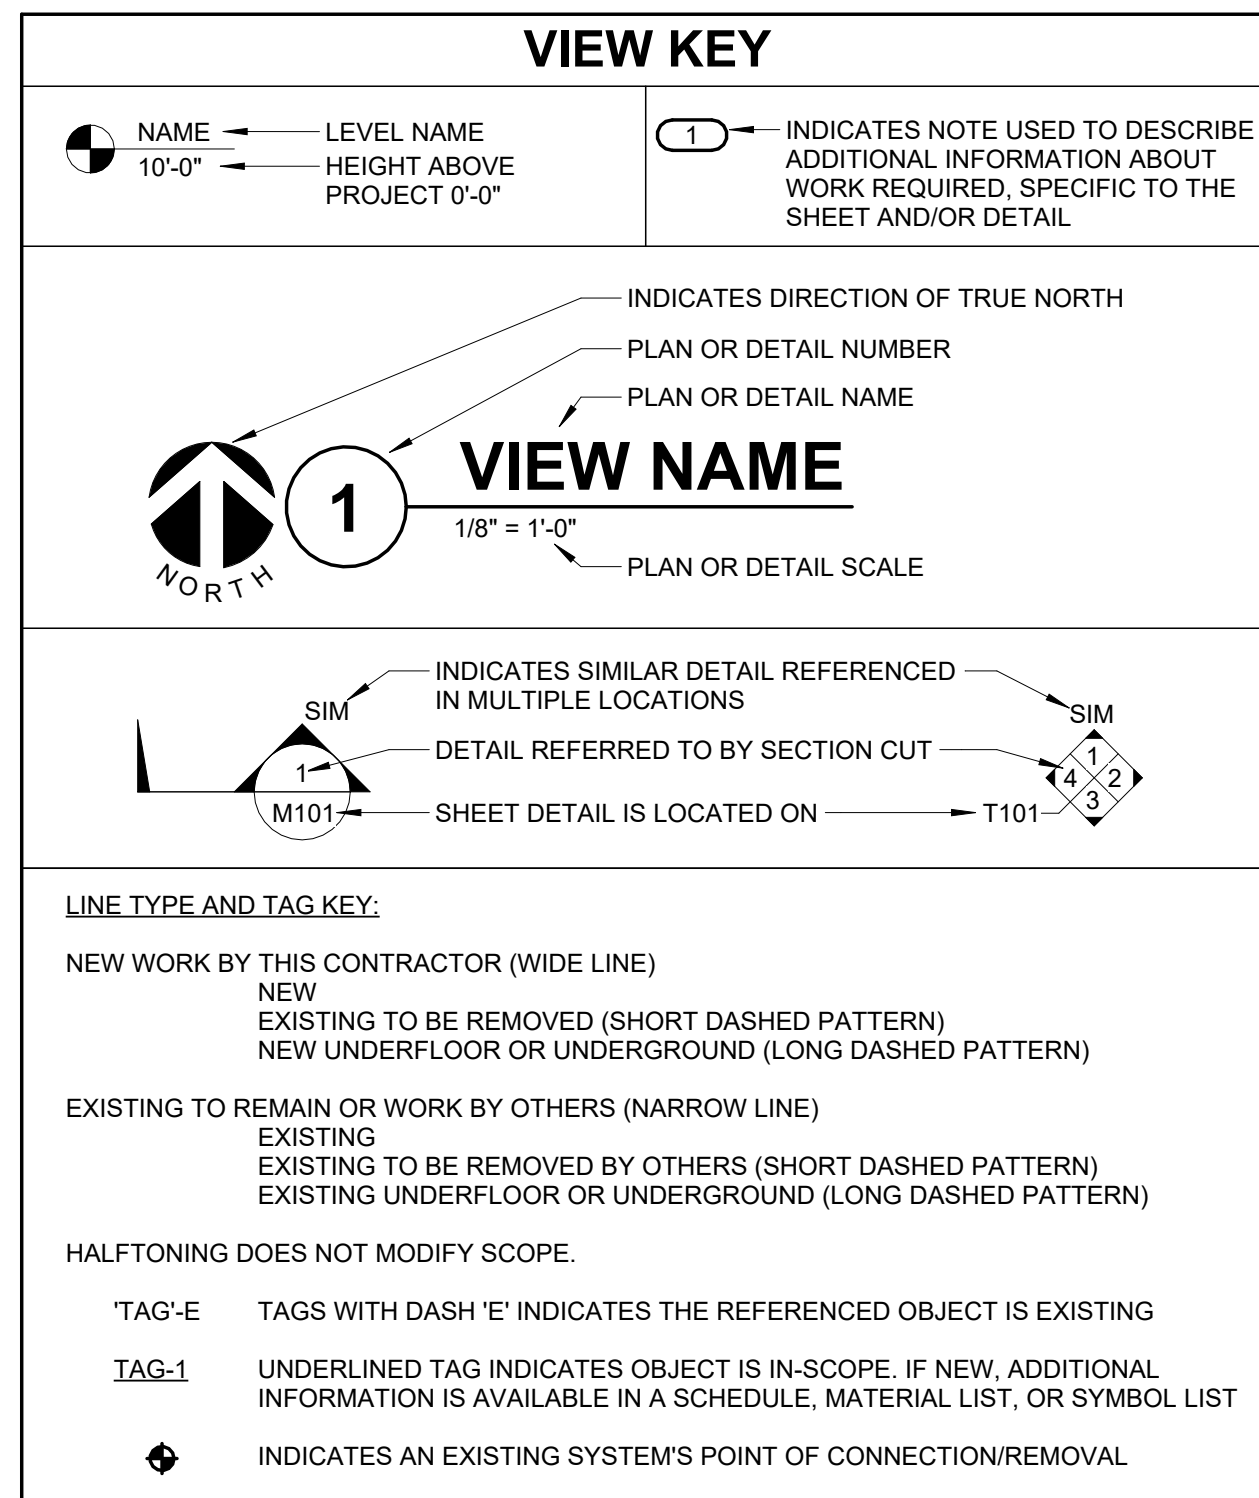 VIEW KEY
NAME
LEVEL NAME
10'-0"
HEIGHT ABOVE
PROJECT 0'-0"
1
INDICATES NOTE USED TO DESCRIBE
ADDITIONAL INFORMATION ABOUT
WORK REQUIRED, SPECIFIC TO THE
SHEET AND/OR DETAIL
INDICATES DIRECTION OF TRUE NORTH
PLAN OR DETAIL NUMBER
PLAN OR DETAIL NAME
NORTH
1
VIEW NAME
1/8" = 1'-0"
PLAN OR DETAIL SCALE
SIM
INDICATES SIMILAR DETAIL REFERENCED
IN MULTIPLE LOCATIONS
SIM
1
DETAIL REFERRED TO BY SECTION CUT
1
4
2
3
M101
SHEET DETAIL IS LOCATED ON
T101
LINE TYPE AND TAG KEY:
NEW WORK BY THIS CONTRACTOR (WIDE LINE)
NEW
EXISTING TO BE REMOVED (SHORT DASHED PATTERN)
NEW UNDERFLOOR OR UNDERGROUND (LONG DASHED PATTERN)
EXISTING TO REMAIN OR WORK BY OTHERS (NARROW LINE)
EXISTING
EXISTING TO BE REMOVED BY OTHERS (SHORT DASHED PATTERN)
EXISTING UNDERFLOOR OR UNDERGROUND (LONG DASHED PATTERN)
HALFTONING DOES NOT MODIFY SCOPE.
'TAG'-E TAGS WITH DASH 'E' INDICATES THE REFERENCED OBJECT IS EXISTING
TAG-1 UNDERLINED TAG INDICATES OBJECT IS IN-SCOPE. IF NEW, ADDITIONAL
INFORMATION IS AVAILABLE IN A SCHEDULE, MATERIAL LIST, OR SYMBOL LIST
INDICATES AN EXISTING SYSTEM'S POINT OF CONNECTION/REMOVAL